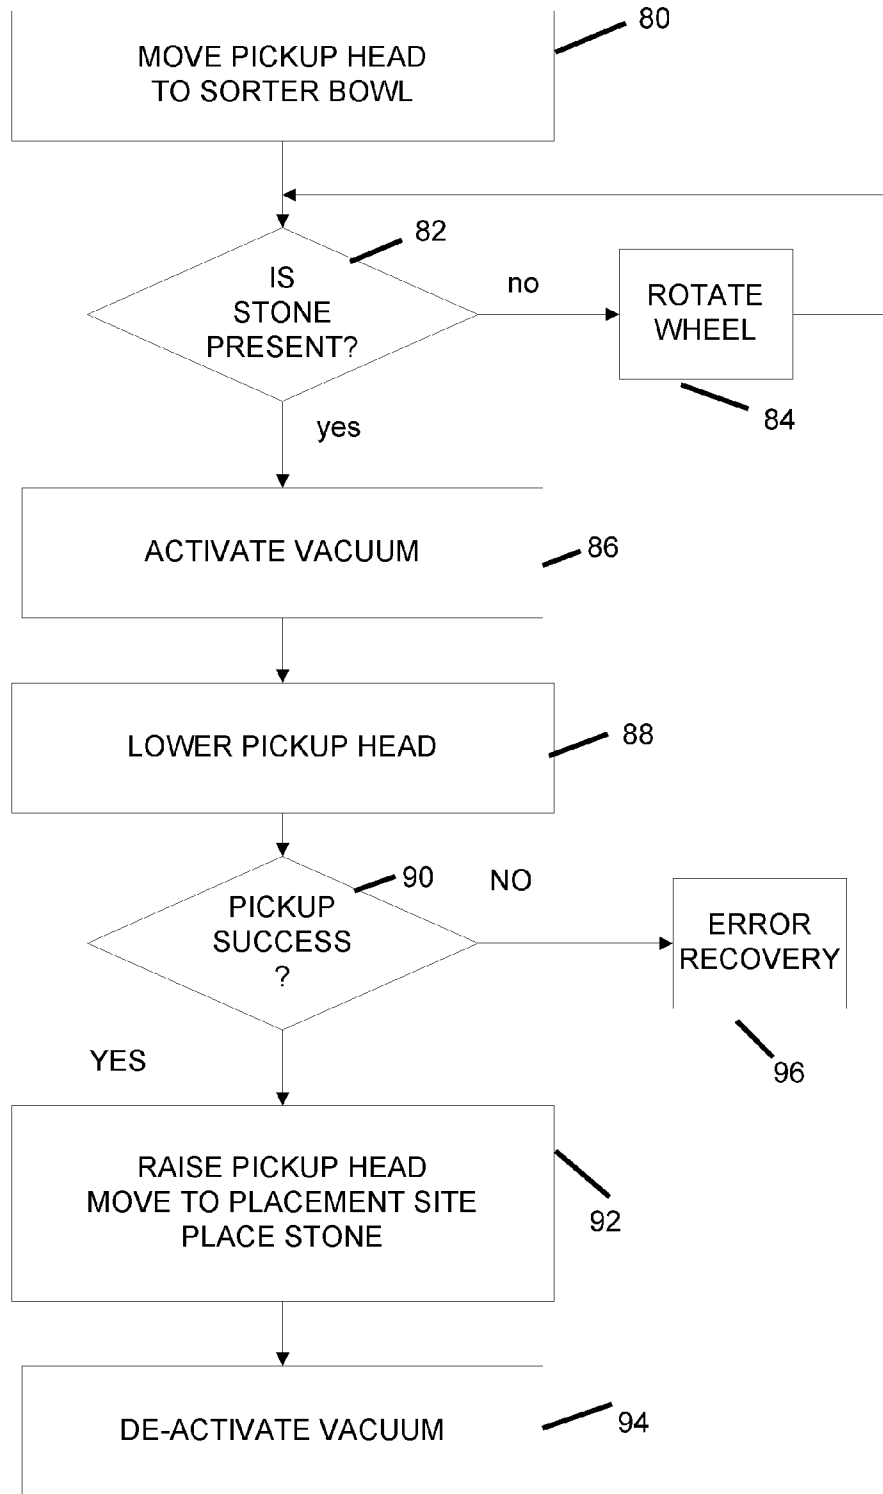 80
MOVE PICKUP HEAD
TO SORTER BOWL
82
IS
STONE
PRESENT?
no
ROTATE
WHEEL
84
yes
ACTIVATE VACUUM
86
LOWER PICKUP HEAD
88
90
PICKUP
SUCCESS
?
NO
ERROR
RECOVERY
96
YES
RAISE PICKUP HEAD
MOVE TO PLACEMENT SITE
PLACE STONE
92
DE-ACTIVATE VACUUM
94